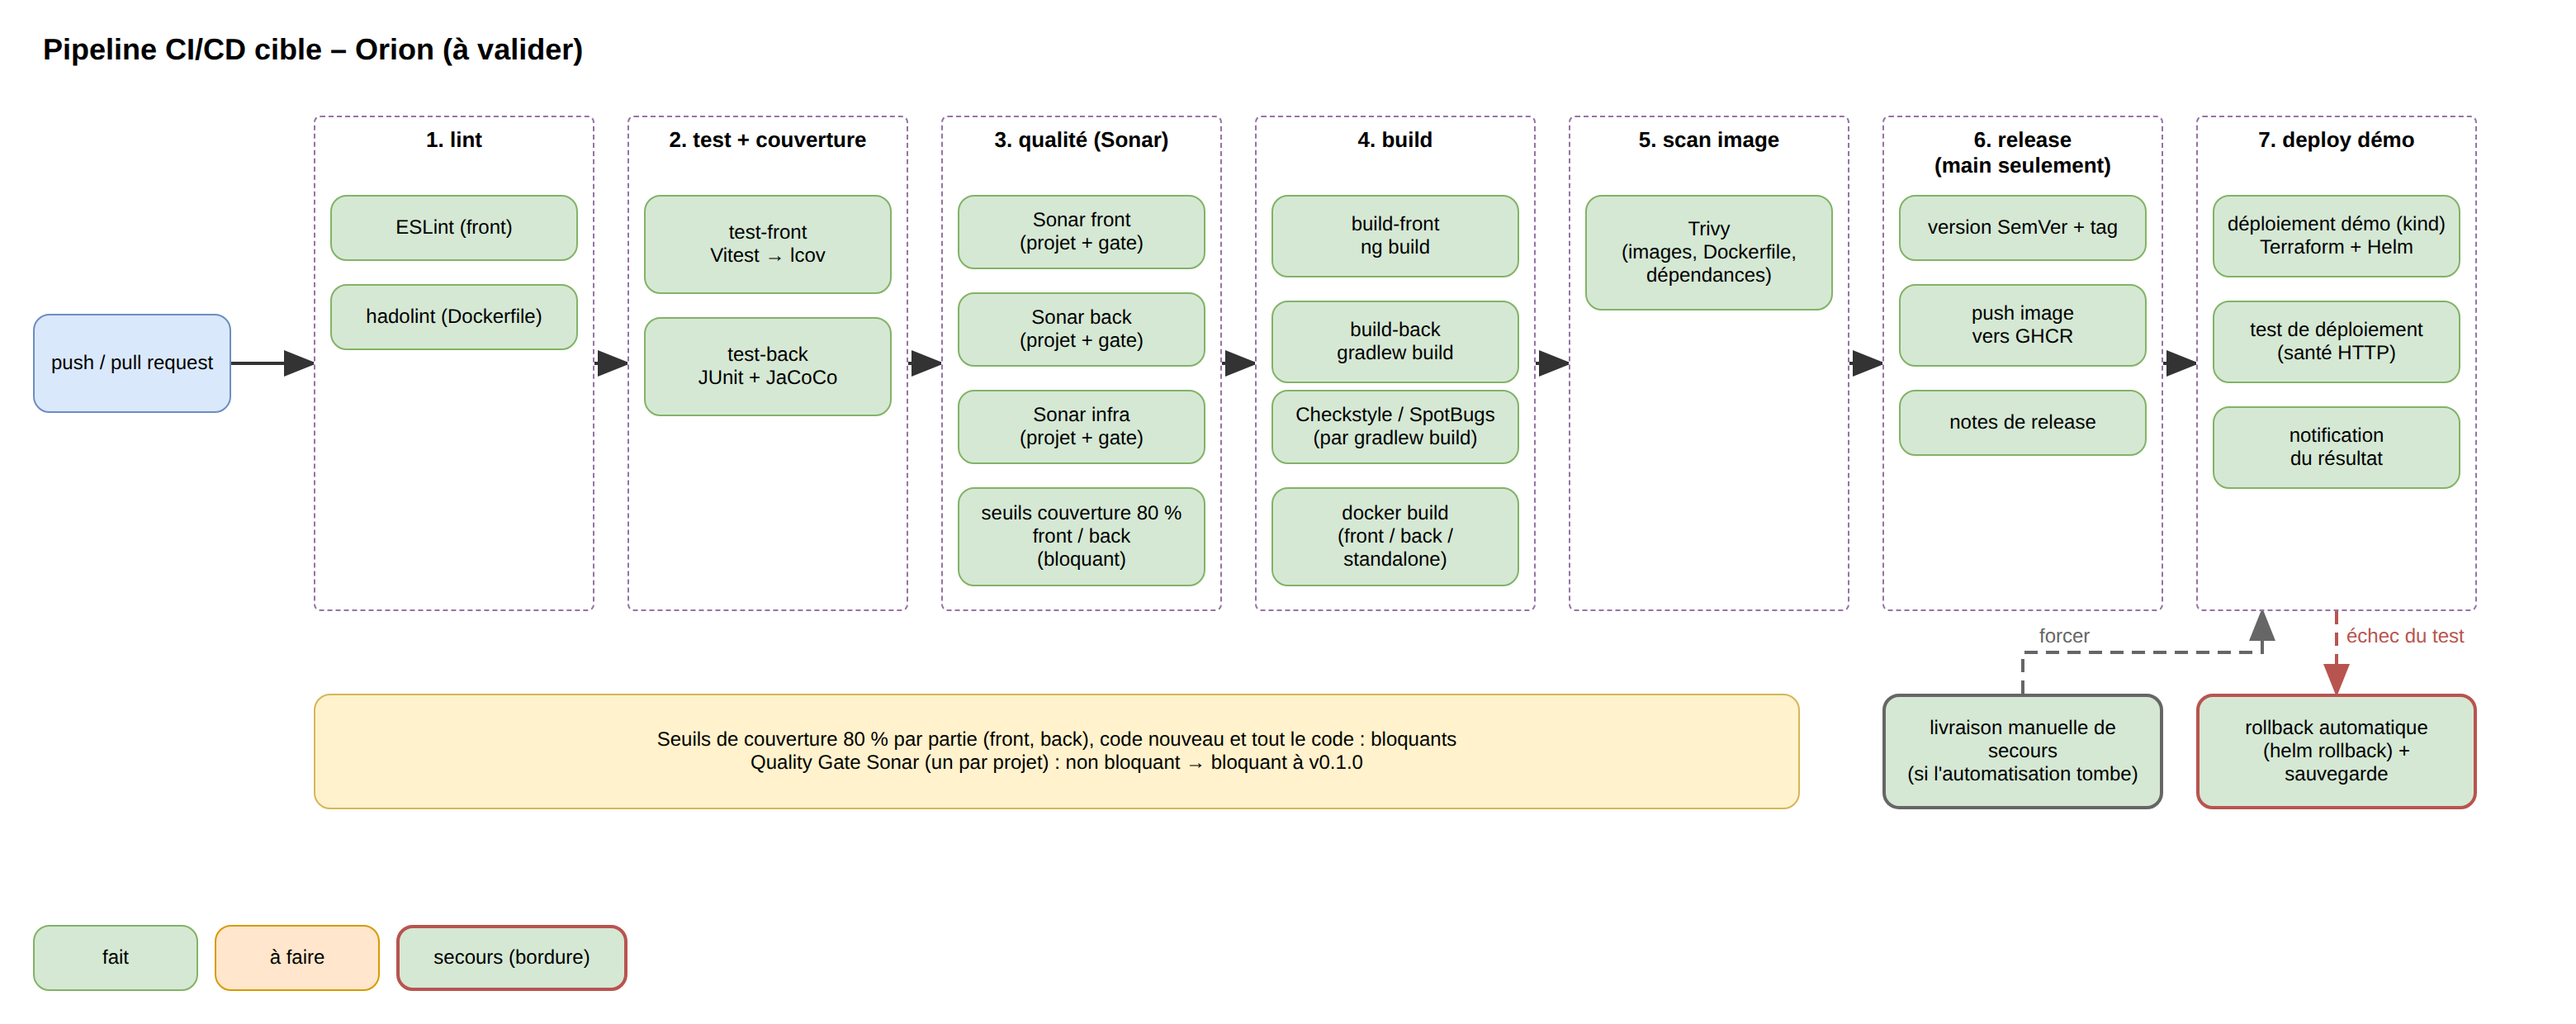 Pipeline CI/CD cible – Orion (à valider)
push / pull request
1. lint
ESLint (front)
hadolint (Dockerfile)
2. test + couverture
test-front
Vitest → lcov
test-back
JUnit + JaCoCo
3. qualité (Sonar)
Sonar front
(projet + gate)
Sonar back
(projet + gate)
Sonar infra
(projet + gate)
seuils couverture 80 %
front / back
(bloquant)
4. build
build-front
ng build
build-back
gradlew build
Checkstyle / SpotBugs
(par gradlew build)
docker build
(front / back /
standalone)
5. scan image
Trivy
(images, Dockerfile,
dépendances)
6. release
(main seulement)
version SemVer + tag
push image
vers GHCR
notes de release
7. deploy démo
déploiement démo (kind)
Terraform + Helm
test de déploiement
(santé HTTP)
notification
du résultat
forcer
échec du test
Seuils de couverture 80 % par partie (front, back), code nouveau et tout le code : bloquants
Quality Gate Sonar (un par projet) : non bloquant → bloquant à v0.1.0
livraison manuelle de
secours
(si l'automatisation tombe)
rollback automatique
(helm rollback) +
sauvegarde
fait
à faire
secours (bordure)